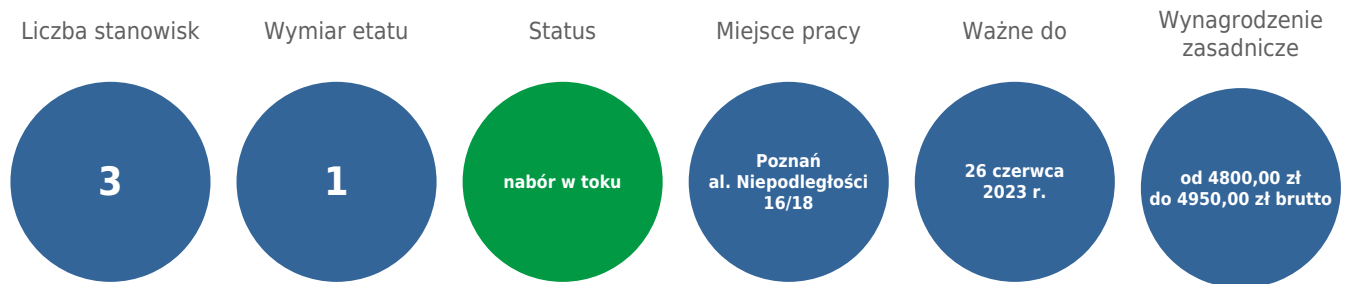 Liczba stanowisk
3
Wymiar etatu
1
Status
nabór w toku
Miejsce pracy
Poznań
al. Niepodległości
16/18
Ważne do
26 czerwca
2023 r.
Wynagrodzenie
zasadnicze
od 4800,00 zł
do 4950,00 zł brutto